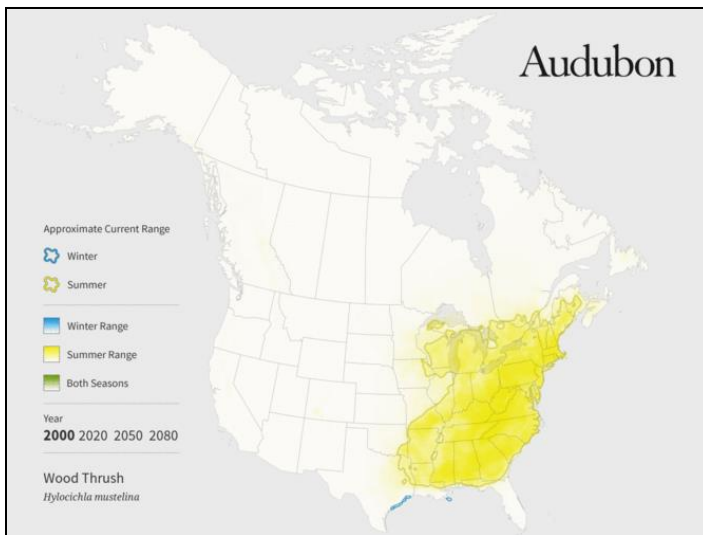 Audubon
Approximate Current Range
Winter
Summer
Winter Range
Summer Range
Both Seasons
Year
2000 2020 2050 2080
Wood Thrush
Hylocichla mustelina